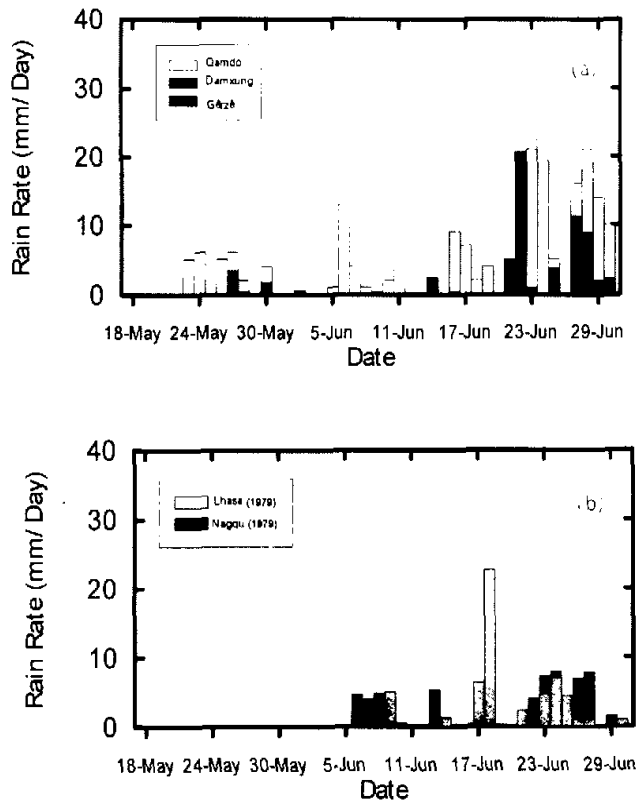 40
30
20
10
0
Rain Rate (mm/ Day)
Qamdo
Damxung
Gêrzê
(a)
18-May 24-May 30-May 5-Jun 11-Jun 17-Jun 23-Jun 29-Jun
Date
40
30
20
10
0
Rain Rate (mm/ Day)
Lhasa (1979)
Nagqu (1979)
(b)
18-May 24-May 30-May 5-Jun 11-Jun 17-Jun 23-Jun 29-Jun
Date